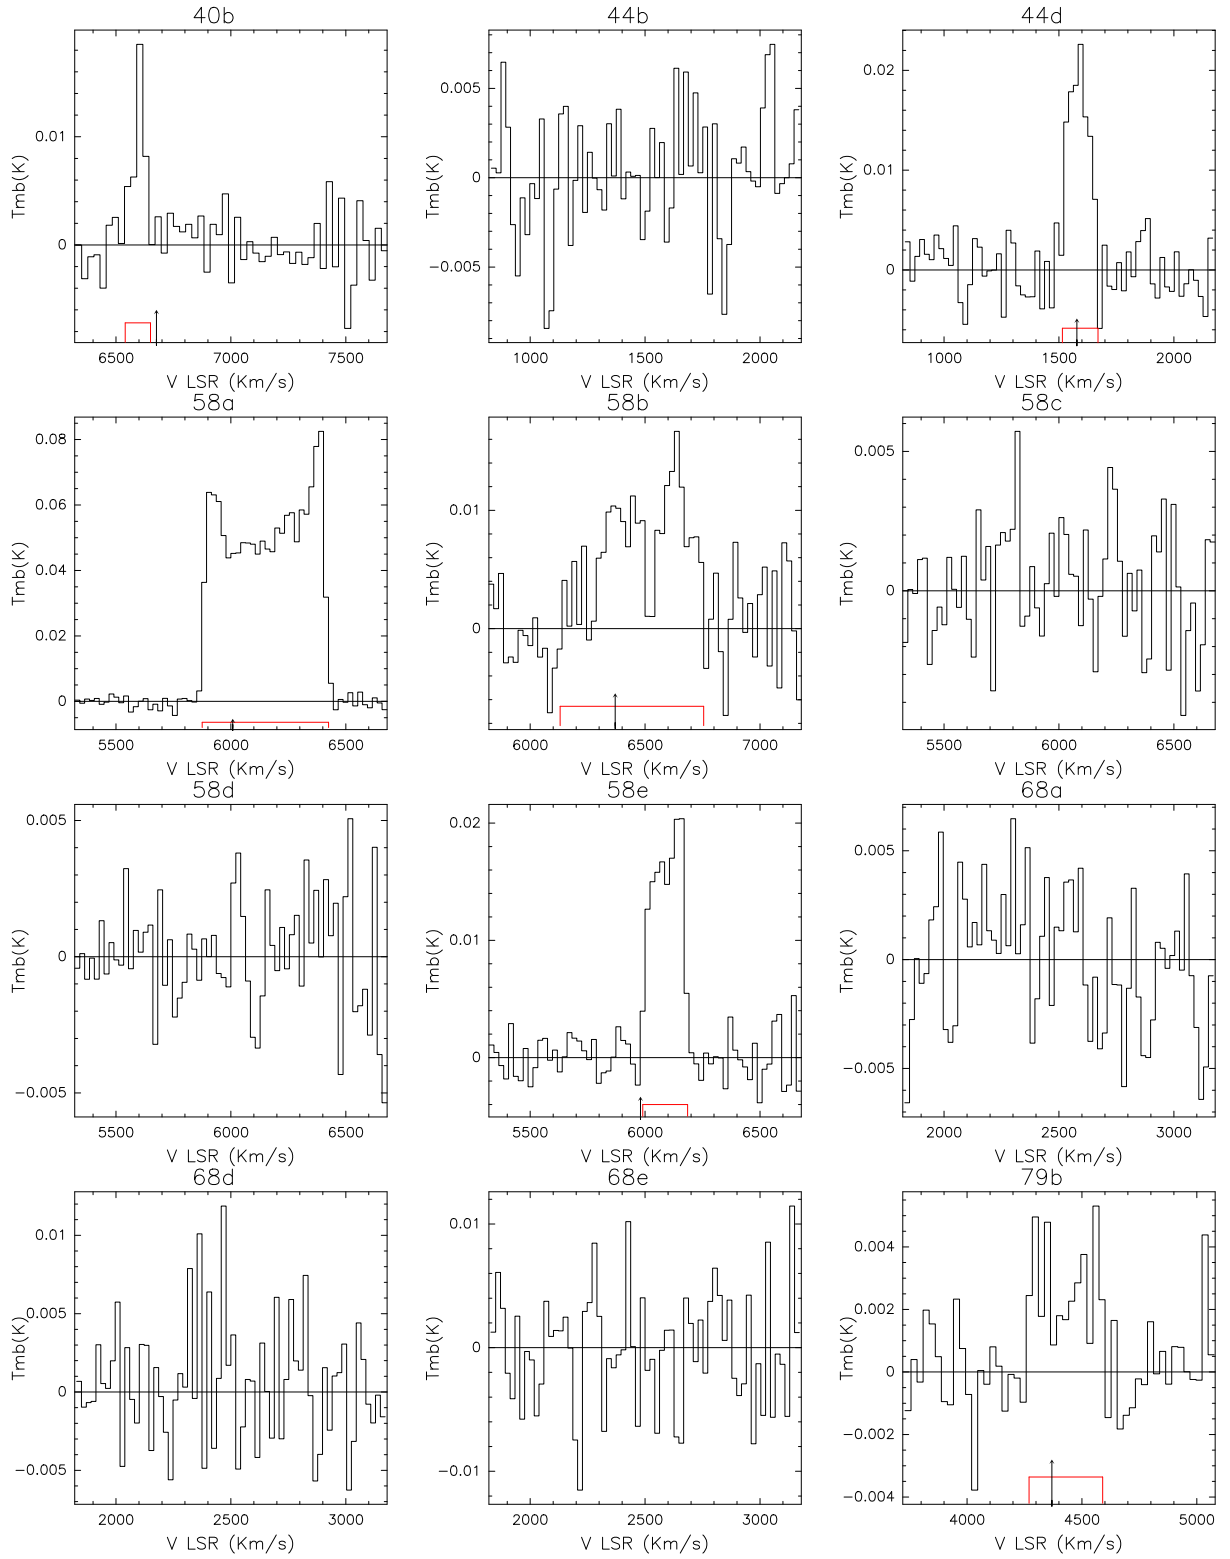 40b
44b
44d
0.01
0
Tmb(K)
6500 7000 7500
V LSR (Km/s)
0.005
0
−0.005
Tmb(K)
1000 1500 2000
V LSR (Km/s)
0.02
0.01
0
Tmb(K)
1000 1500 2000
V LSR (Km/s)
58a
58b
58c
0.08
0.06
0.04
0.02
0
Tmb(K)
5500 6000 6500
V LSR (Km/s)
0.01
0
Tmb(K)
6000 6500 7000
V LSR (Km/s)
0.005
0
Tmb(K)
5500 6000 6500
V LSR (Km/s)
58d
58e
68a
0.005
0
−0.005
Tmb(K)
5500 6000 6500
V LSR (Km/s)
0.02
0.01
0
Tmb(K)
5500 6000 6500
V LSR (Km/s)
0.005
0
−0.005
Tmb(K)
2000 2500 3000
V LSR (Km/s)
68d
68e
79b
0.01
0.005
0
−0.005
Tmb(K)
2000 2500 3000
V LSR (Km/s)
0.01
0
−0.01
Tmb(K)
2000 2500 3000
V LSR (Km/s)
0.004
0.002
0
−0.002
−0.004
Tmb(K)
4000 4500 5000
V LSR (Km/s)